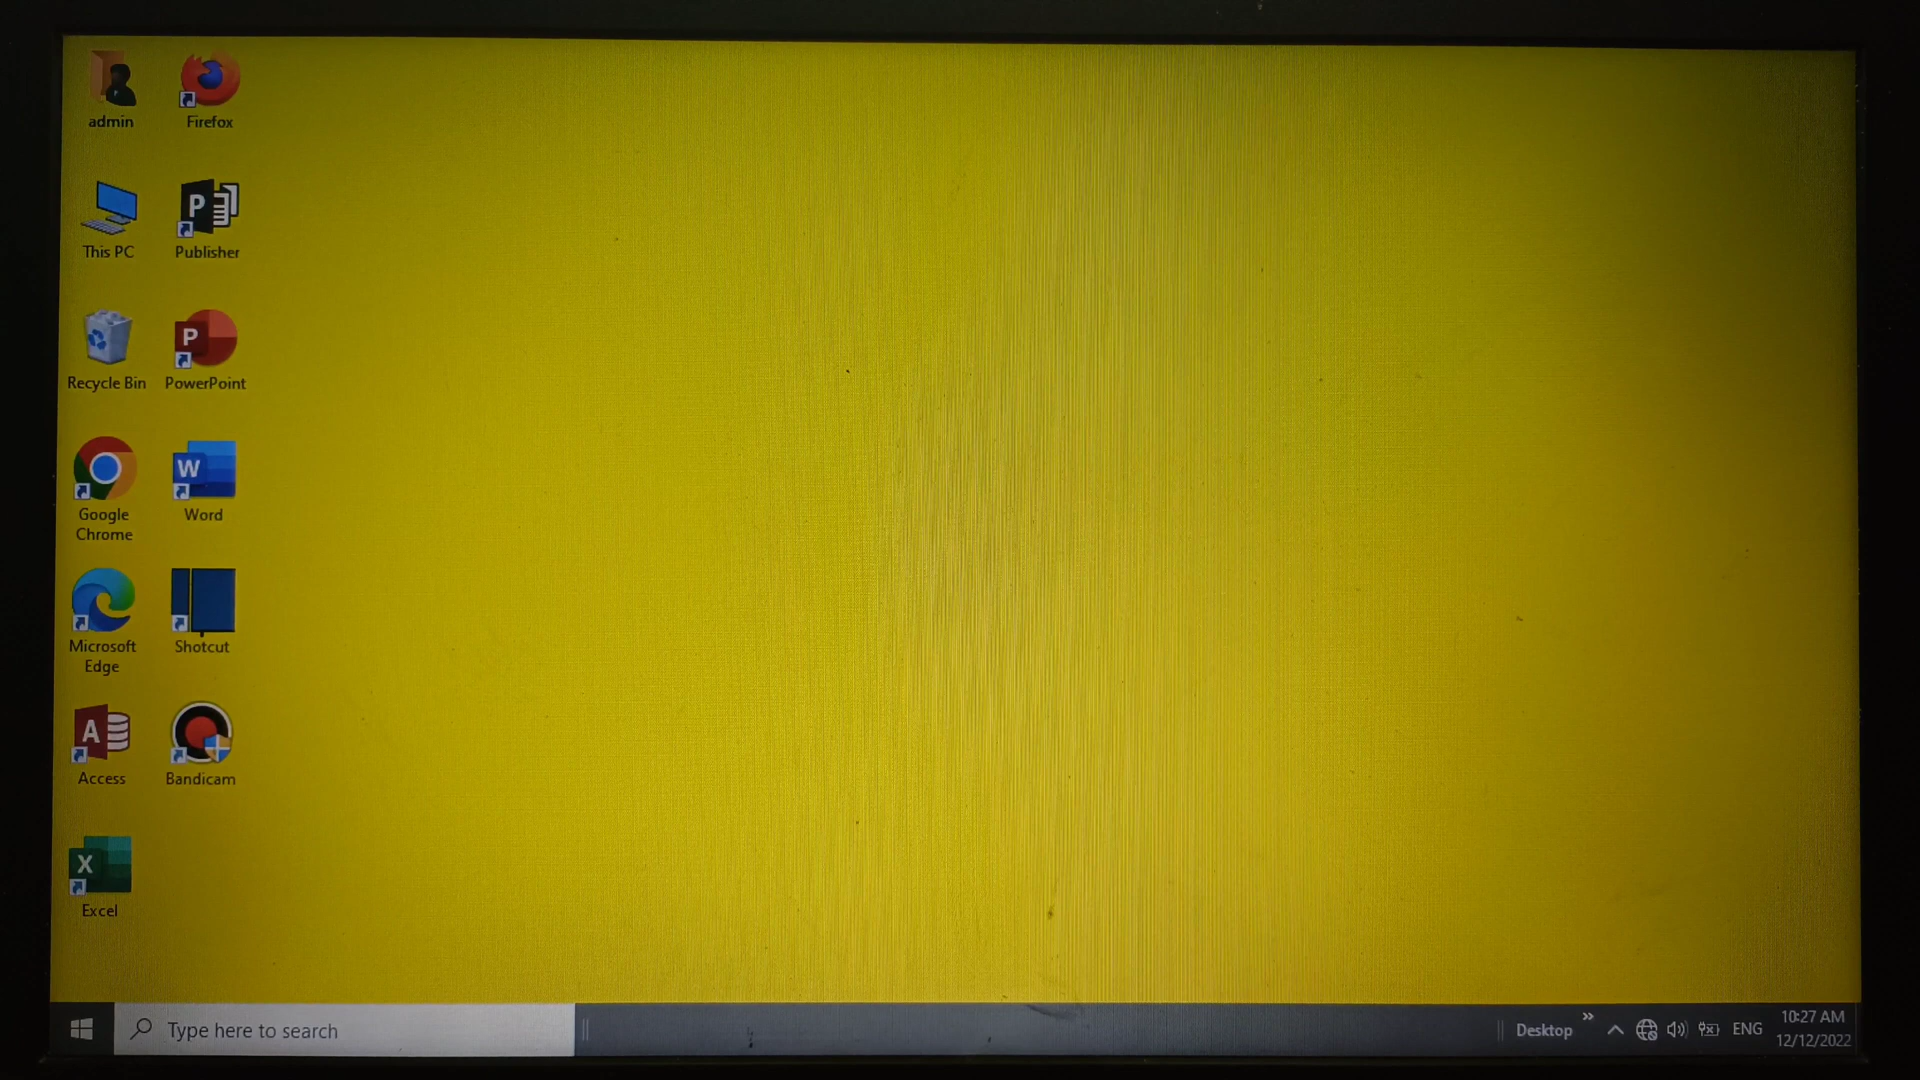 admin
Firefox
This PC
Publisher
Recycle Bin
PowerPoint
Google
Chrome
Word
Microsoft
Edge
Shotcut
Access
Bandicam
Excel
Type here to search
Desktop
ENG
10:27 AM
12/12/2022